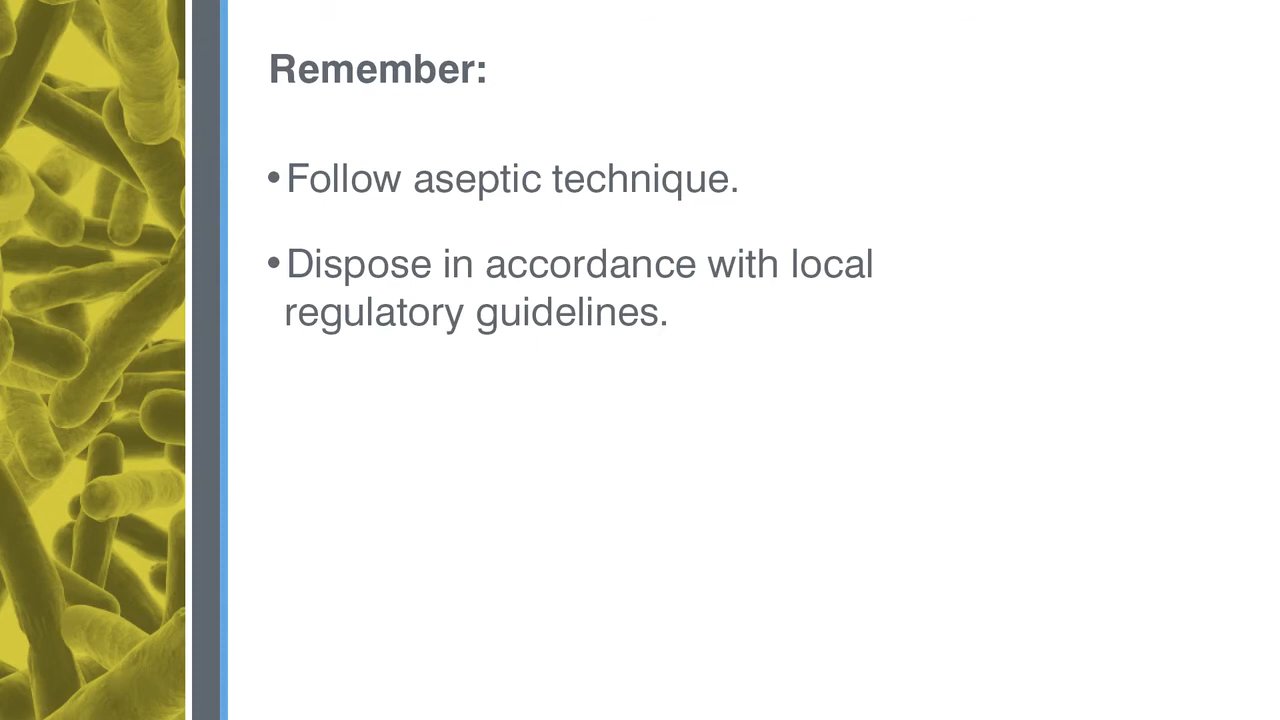 Remember:
•Follow aseptic technique.
•Dispose in accordance with local
regulatory guidelines.